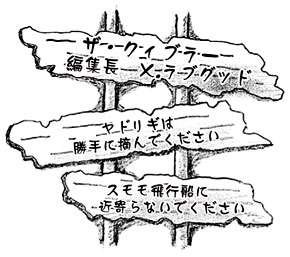 ザ・クィブラー
編集長 X.ラブグッド
ヤドリギは
勝手に摘んでください
スモモ飛行船に
近寄らないでください